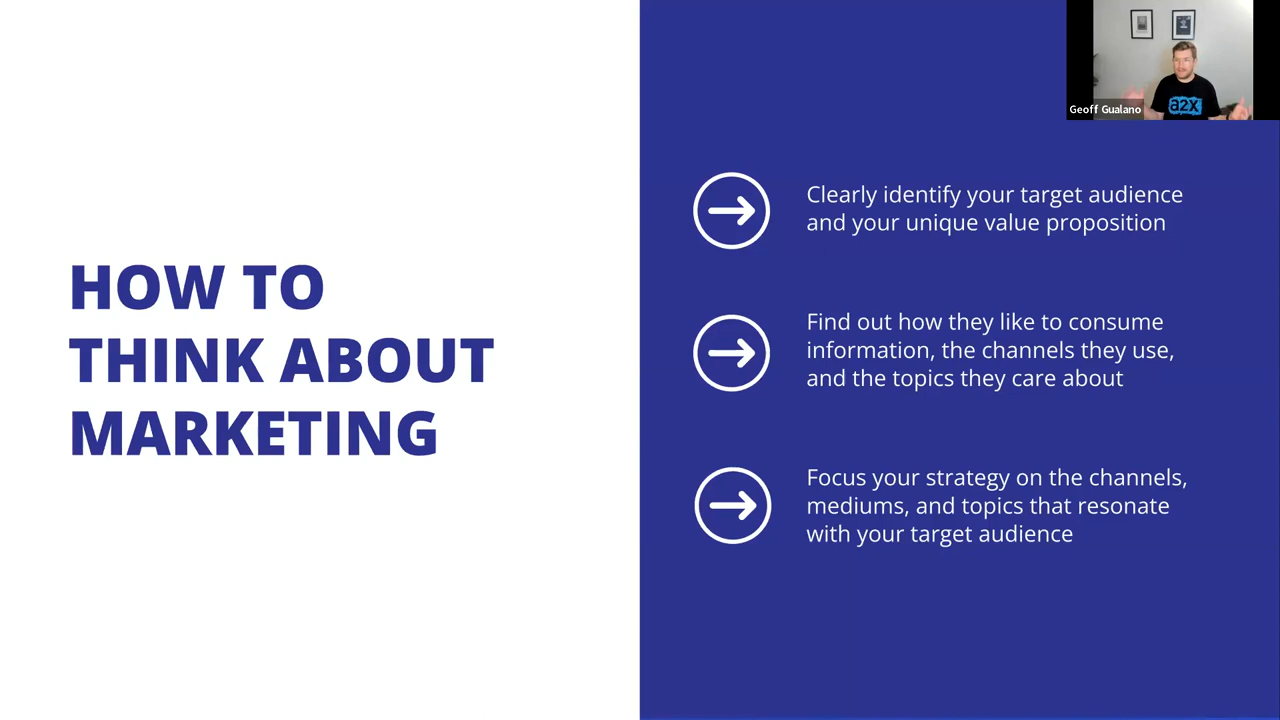 HOW TO
THINK ABOUT
MARKETING
Clearly identify your target audience
and your unique value proposition
Find out how they like to consume
information, the channels they use,
and the topics they care about
Focus your strategy on the channels,
mediums, and topics that resonate
with your target audience
Geoff Gualano
a2x